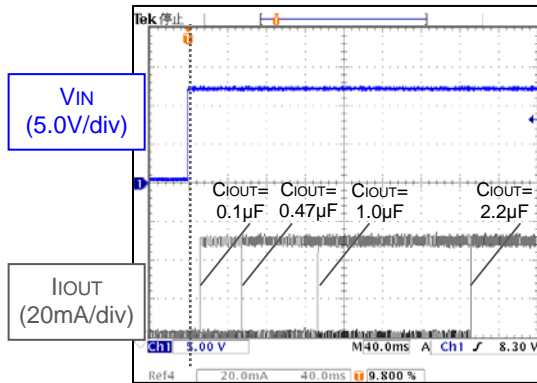 Tek 停止
T
T
VIN
(5.0V/div)
1
CIOUT=
0.1µF
CIOUT=
0.47µF
CIOUT=
1.0µF
CIOUT=
2.2µF
IIOUT
(20mA/div)
Ch1 5.00 V M 40.0ms A Ch1 8.30 V
Ref4 20.0mA 40.0ms T 9.800 %